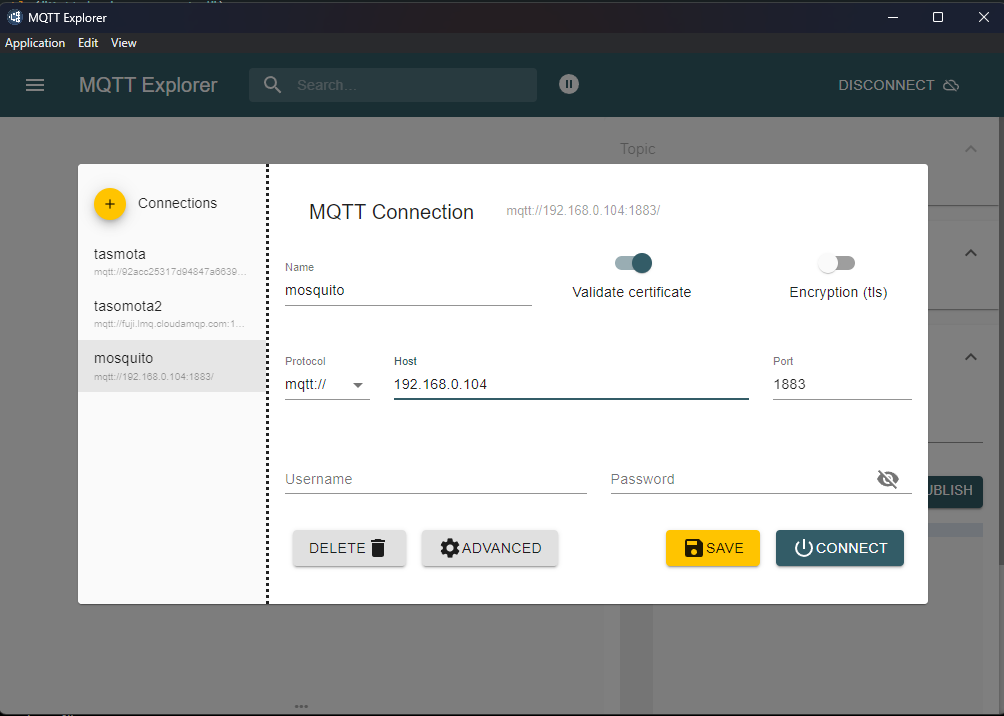 MQTT Explorer
Application Edit View
MQTT Explorer Search... DISCONNECT
Topic
Connections
tasmota
mqtt://92acc25317d94847a6639...
tasomota2
mqtt://fuji.lmq.cloudamqp.com:1...
mosquito
mqtt://192.168.0.104:1883/
MQTT Connection mqtt://192.168.0.104:1883/
Name
mosquito
Validate certificate Encryption (tls)
Protocol Host Port
mqtt:// 192.168.0.104 1883
Username Password
DELETE ADVANCED SAVE CONNECT
UBLISH